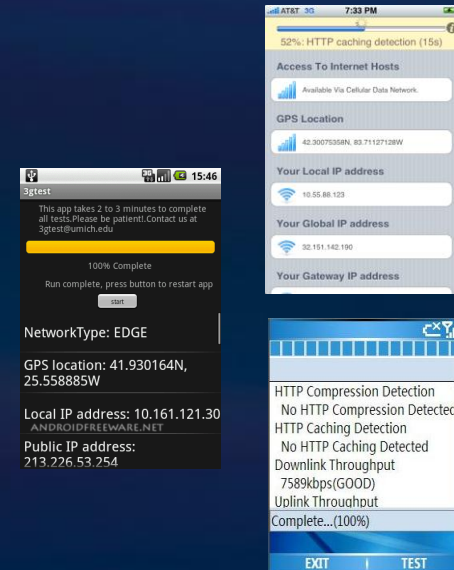 15:46
3gtest
This app takes 2 to 3 minutes to complete
all tests.Please be patient!.Contact us at
3gtest@umich.edu
100% Complete
Run complete, press button to restart app
start
NetworkType: EDGE
GPS location: 41.930164N,
25.558885W
Local IP address: 10.161.121.30
ANDROIDFREEWARE.NET
Public IP address:
213.226.53.254
AT&T 3G 7:33 PM
52%: HTTP caching detection (15s)
Access To Internet Hosts
Available Via Cellular Data Network.
GPS Location
42.30075358N, 83.71127128W
Your Local IP address
10.55.88.123
Your Global IP address
32.151.142.190
Your Gateway IP address
HTTP Compression Detection
No HTTP Compression Detected
HTTP Caching Detection
No HTTP Caching Detected
Downlink Throughput
7589kbps(GOOD)
Uplink Throughput
Complete...(100%)
EXIT TEST